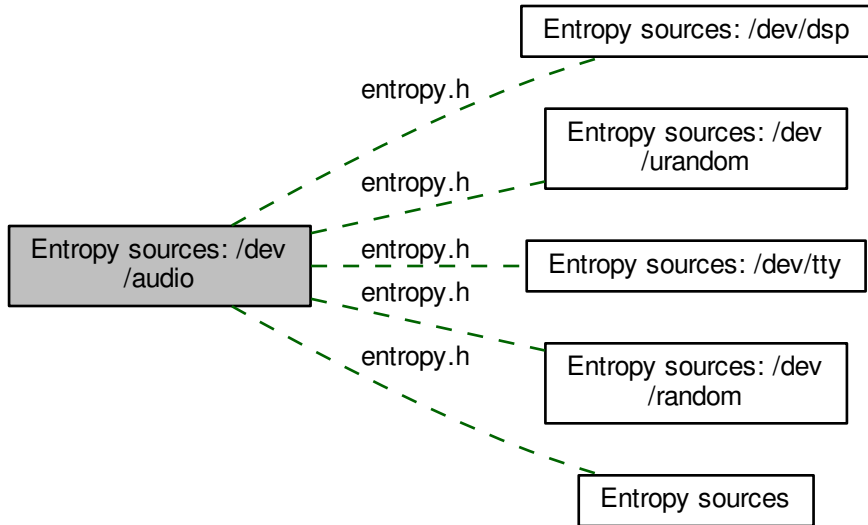 Entropy sources: /dev/dsp
entropy.h
Entropy sources: /dev
/urandom
entropy.h
Entropy sources: /dev
/audio
entropy.h
Entropy sources: /dev/tty
entropy.h
Entropy sources: /dev
/random
entropy.h
Entropy sources